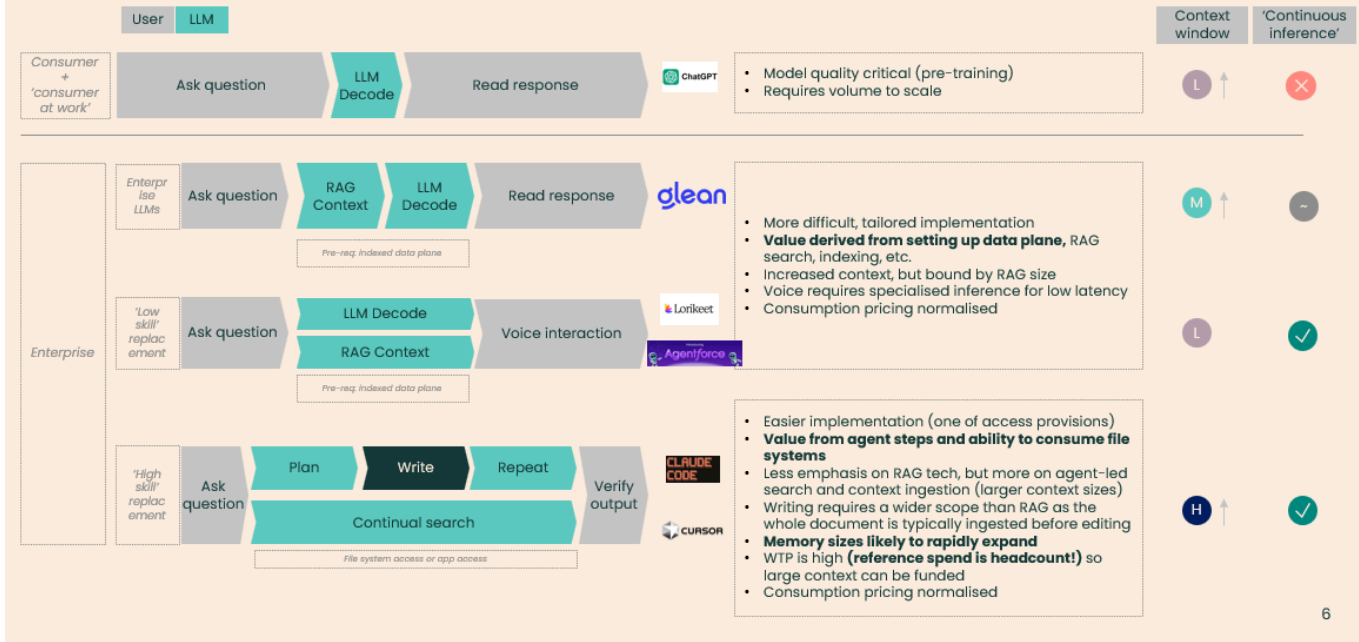 User
LLM
Context
window
‘Continuous
inference’
Consumer
+
‘consumer
at work’
Ask question
LLM
Decode
Read response
ChatGPT
• Model quality critical (pre-training)
• Requires volume to scale
L
Enterprise
Enterpr
ise
LLMs
Ask question
RAG
Context
LLM
Decode
Read response
glean
Pre-req: indexed data plane
• More difficult, tailored implementation
• Value derived from setting up data plane, RAG
search, indexing, etc.
• Increased context, but bound by RAG size
• Voice requires specialised inference for low latency
• Consumption pricing normalised
M
~
‘Low
skill’
replac
ement
Ask question
LLM Decode
RAG Context
Voice interaction
Lorikeet
Agentforce
Pre-req: indexed data plane
L
‘High
skill’
replac
ement
Ask
question
Plan
Write
Repeat
Continual search
Verify
output
CLAUDE
CODE
CURSOR
File system access or app access
• Easier implementation (one of access provisions)
• Value from agent steps and ability to consume file
systems
• Less emphasis on RAG tech, but more on agent-led
search and context ingestion (larger context sizes)
• Writing requires a wider scope than RAG as the
whole document is typically ingested before editing
• Memory sizes likely to rapidly expand
• WTP is high (reference spend is headcount!) so
large context can be funded
• Consumption pricing normalised
H
6